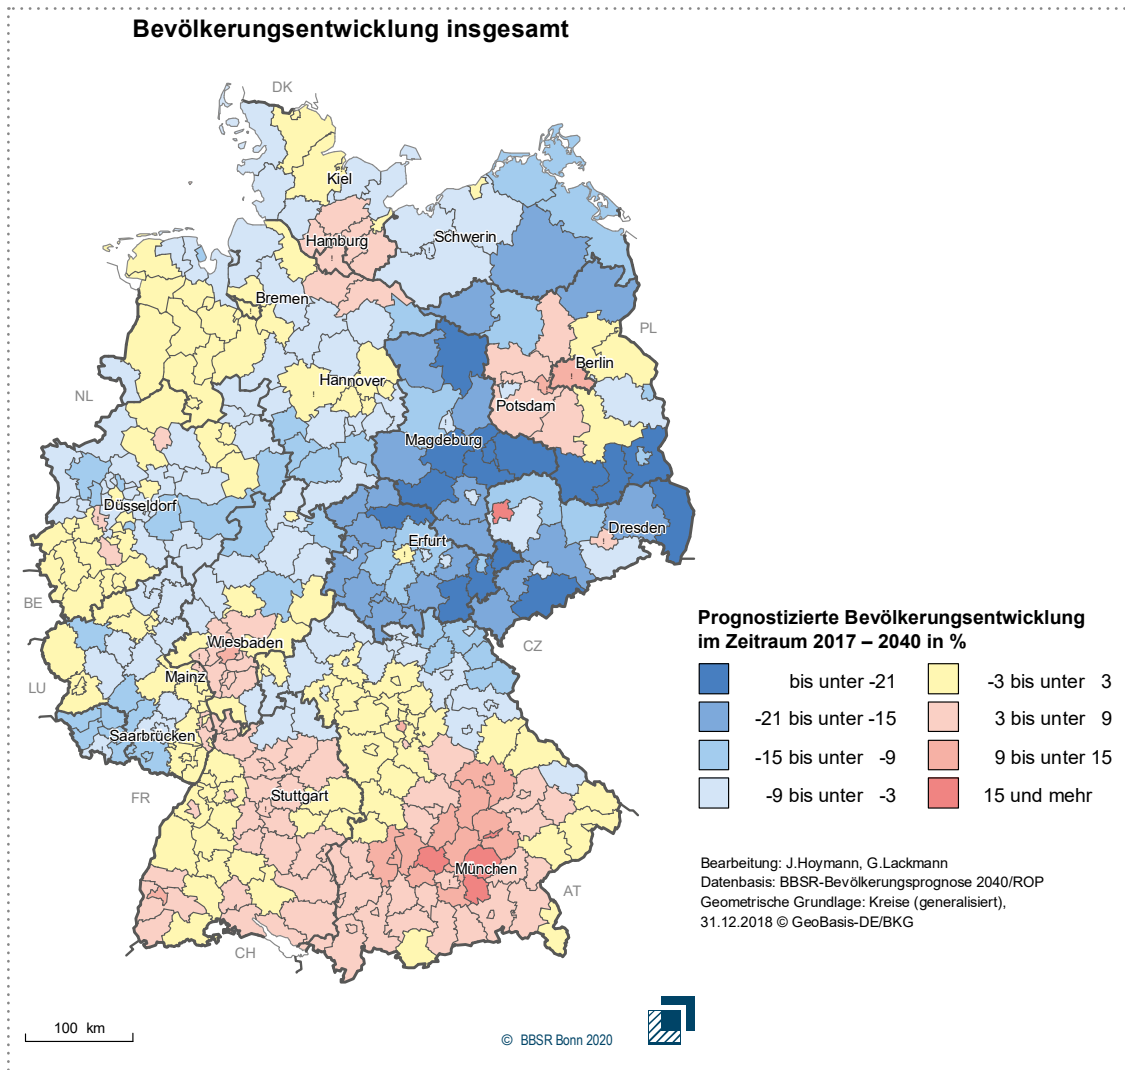 Bevölkerungsentwicklung insgesamt
DK
Kiel
Hamburg
Schwerin
Bremen
PL
Berlin
Hannover
NL
Potsdam
Magdeburg
Düsseldorf
Dresden
Erfurt
BE
CZ
Wiesbaden
Mainz
LU
Saarbrücken
FR
Stuttgart
München
AT
CH
Prognostizierte Bevölkerungsentwicklung
im Zeitraum 2017 – 2040 in %
bis unter -21
-21 bis unter -15
-15 bis unter -9
-9 bis unter -3
-3 bis unter 3
3 bis unter 9
9 bis unter 15
15 und mehr
Bearbeitung: J.Hoymann, G.Lackmann
Datenbasis: BBSR-Bevölkerungsprognose 2040/ROP
Geometrische Grundlage: Kreise (generalisiert),
31.12.2018 © GeoBasis-DE/BKG
100 km
© BBSR Bonn 2020